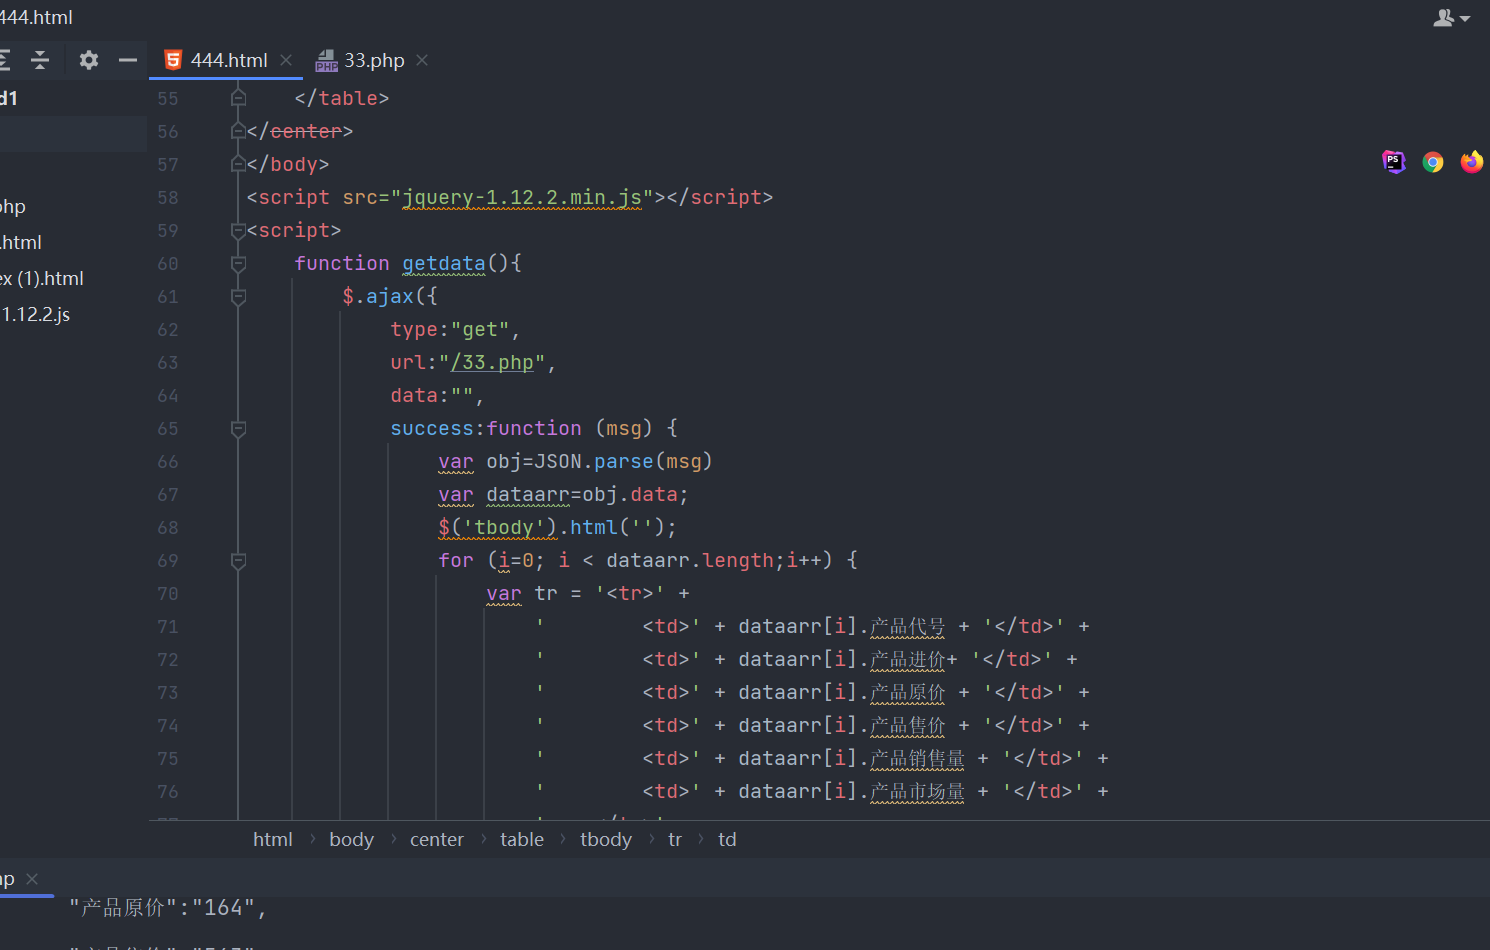 444.html
444.html
33.php
d1
55 </table>
56 </center>
57 </body>
58 <script src="jquery-1.12.2.min.js"></script>
59 <script>
60 function getdata(){
61 $.ajax({
62 type:"get",
63 url:"/33.php",
64 data:"",
65 success:function (msg) {
66 var obj=JSON.parse(msg)
67 var dataarr=obj.data;
68 $('tbody').html('');
69 for (i=0; i < dataarr.length;i++) {
70 var tr = '<tr>' +
71 '        <td>' + dataarr[i].产品代号 + '</td>' +
72 '        <td>' + dataarr[i].产品进价+ '</td>' +
73 '        <td>' + dataarr[i].产品原价 + '</td>' +
74 '        <td>' + dataarr[i].产品售价 + '</td>' +
75 '        <td>' + dataarr[i].产品销售量 + '</td>' +
76 '        <td>' + dataarr[i].产品市场量 + '</td>' +
hp
.html
ex (1).html
1.12.2.js
PS
html body center table tbody tr td
hp
"产品原价":"164",